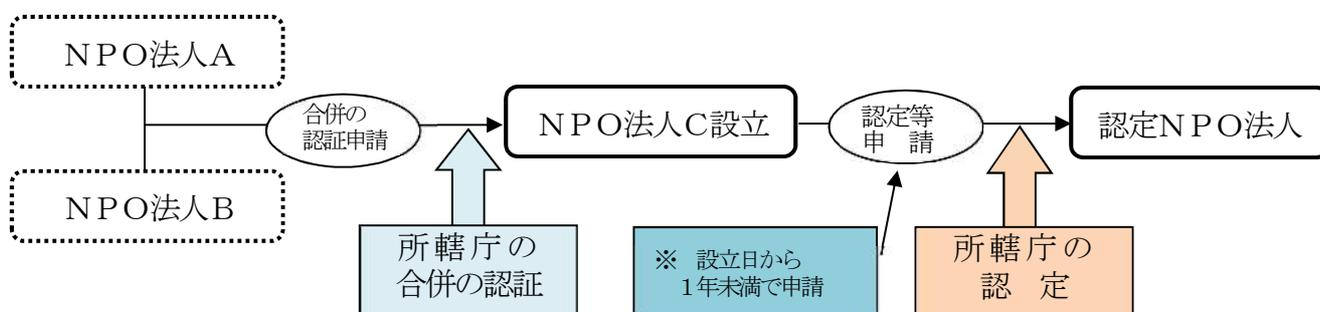 NPO法人A
合併の
認証申請
NPO法人C設立
認定等
申　請
認定NPO法人
NPO法人B
所轄庁の
合併の認証
※　設立日から
１年未満で申請
所轄庁の
認　定